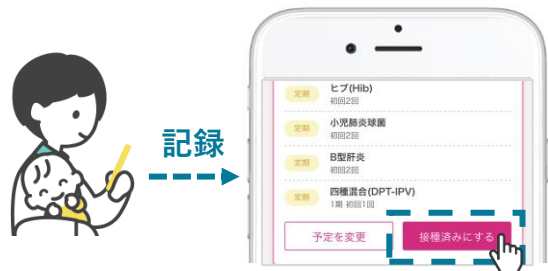 記録
定期
ヒブ(Hib)
初回2回
定期
小児肺炎球菌
初回2回
定期
B型肝炎
初回2回
定期
四種混合(DPT-IPV)
1期 初回1回
予定を変更
接種済みにする